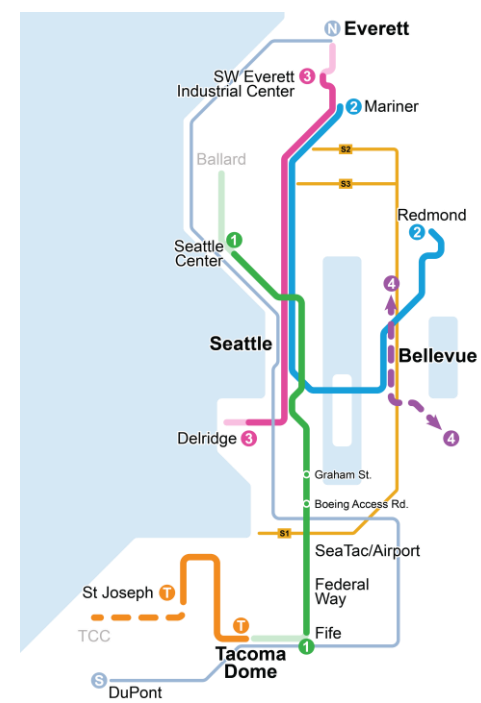 N Everett
SW Everett
Industrial Center
3
2 Mariner
S2
Ballard
S3
Redmond
2
1
Seattle
Center
4
Seattle
Bellevue
Delridge 3
4
Graham St.
Boeing Access Rd.
S1
SeaTac/Airport
St Joseph T
Federal
Way
T
TCC
Fife
1
Tacoma
Dome
S
DuPont